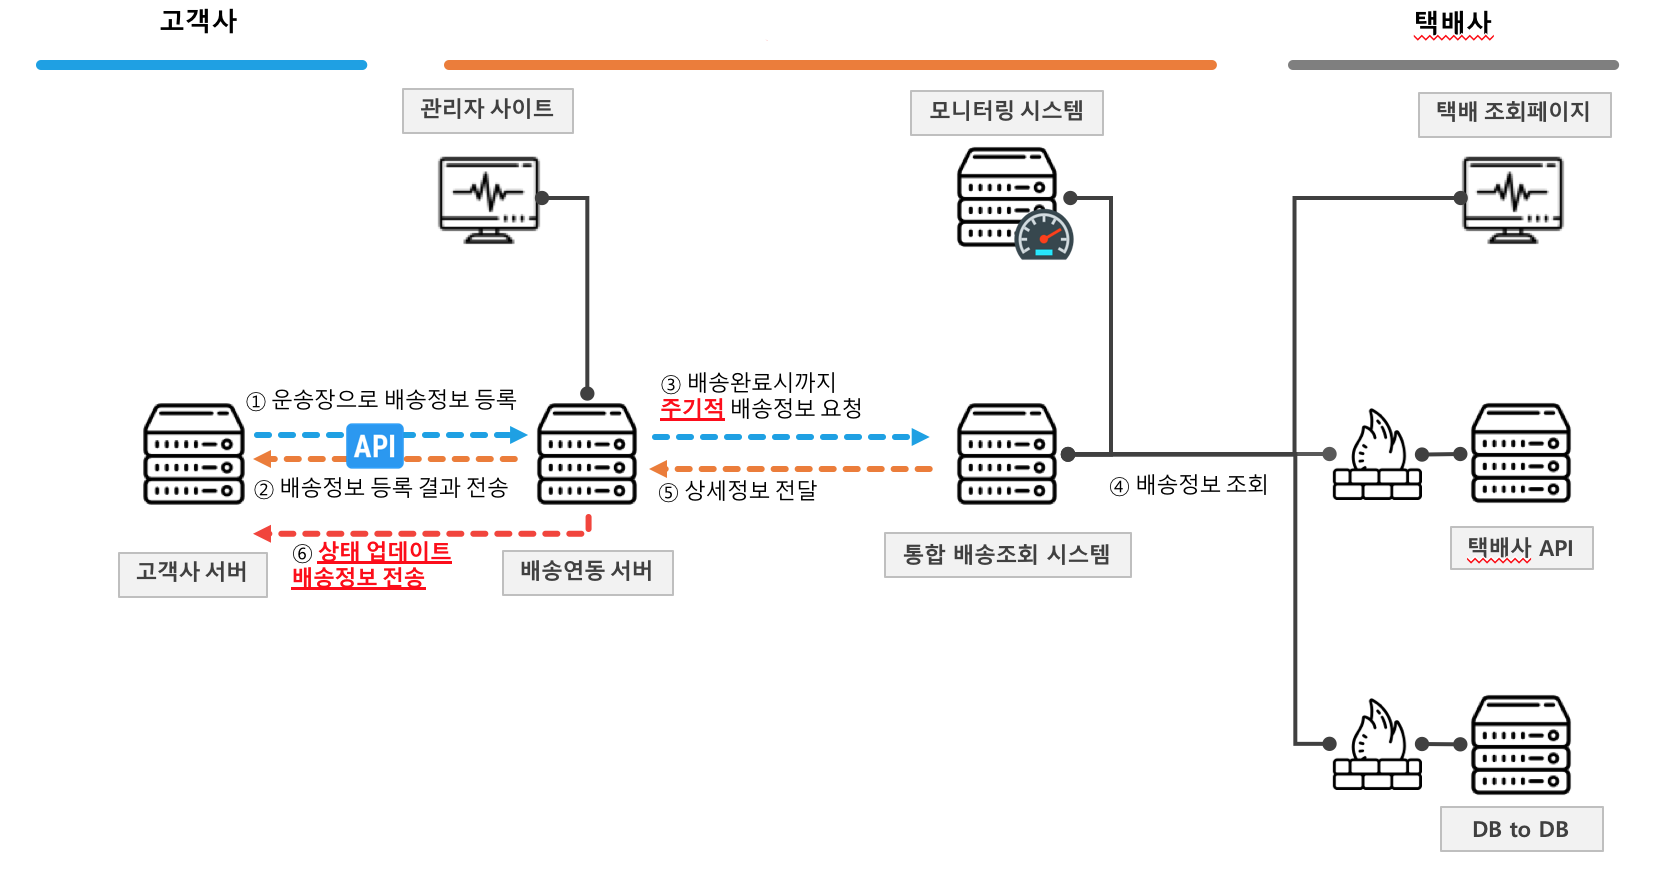 고객사
택배사
관리자 사이트
모니터링 시스템
택배 조회페이지
① 운송장으로 배송정보 등록
API
② 배송정보 등록 결과 전송
③ 배송완료시까지
주기적 배송정보 요청
⑤ 상세정보 전달
④ 배송정보 조회
⑥ 상태 업데이트
배송정보 전송
고객사 서버
배송연동 서버
통합 배송조회 시스템
택배사 API
DB to DB